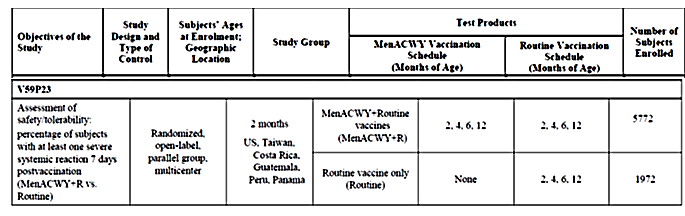 Objectives of the
Study
Study
Design and
Type of
Control
Subjects' Ages
at Enrolment;
Geographic
Location
Study Group
Test Products
MenACWY Vaccination
Schedule
(Months of Age)
Routine Vaccination
Schedule
(Months of Age)
Number of
Subjects
Enrolled
V59P23
Assessment of
safety/tolerability:
percentage of subjects
with at least one severe
systemic reaction 7 days
postvaccination
(MenACWY+R vs.
Routine)
Randomized,
open-label,
parallel group,
multicenter
2 months
US, Taiwan,
Costa Rica,
Guatemala,
Peru, Panama
MenACWY+Routine
vaccines
(MenACWY+R)
2, 4, 6, 12
2, 4, 6, 12
5772
Routine vaccine only
(Routine)
None
2, 4, 6, 12
1972